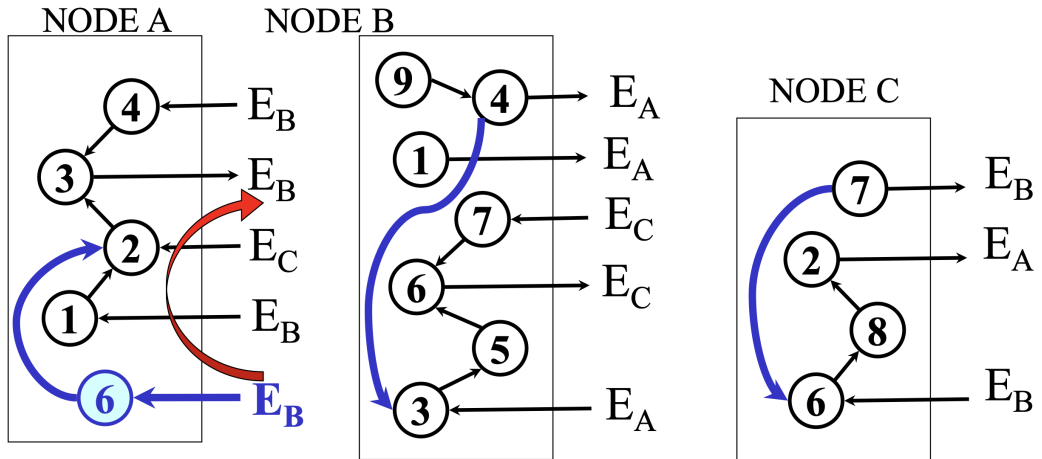 NODE A
4 E_B
3 E_B
2 E_C
1 E_B
6 E_B
NODE B
9
4 E_A
1 E_A
7 E_C
6 E_C
5
3 E_A
NODE C
7 E_B
2 E_A
8
6 E_B